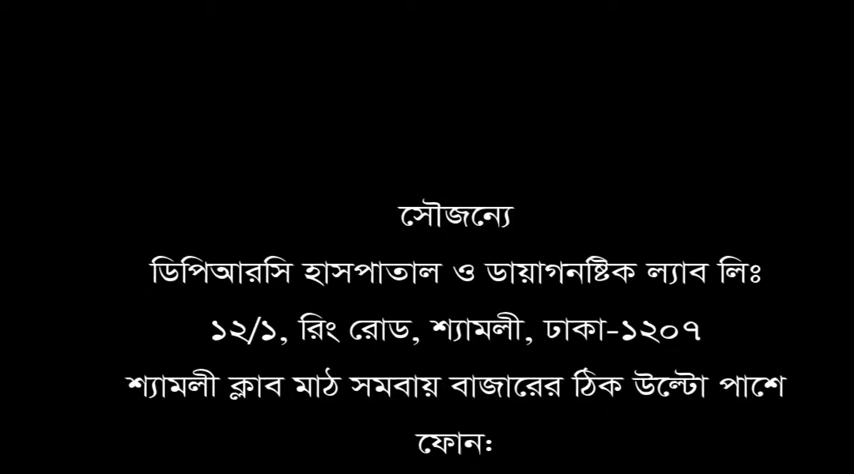 সৌজন্যে
ডিপিআরসি হাসপাতাল ও ডায়াগনষ্টিক ল্যাব লিঃ
১২/১, রিং রোড, শ্যামলী, ঢাকা-১২০৭
শ্যামলী ক্লাব মাঠ সমবায় বাজারের ঠিক উল্টো পাশে
ফোন: